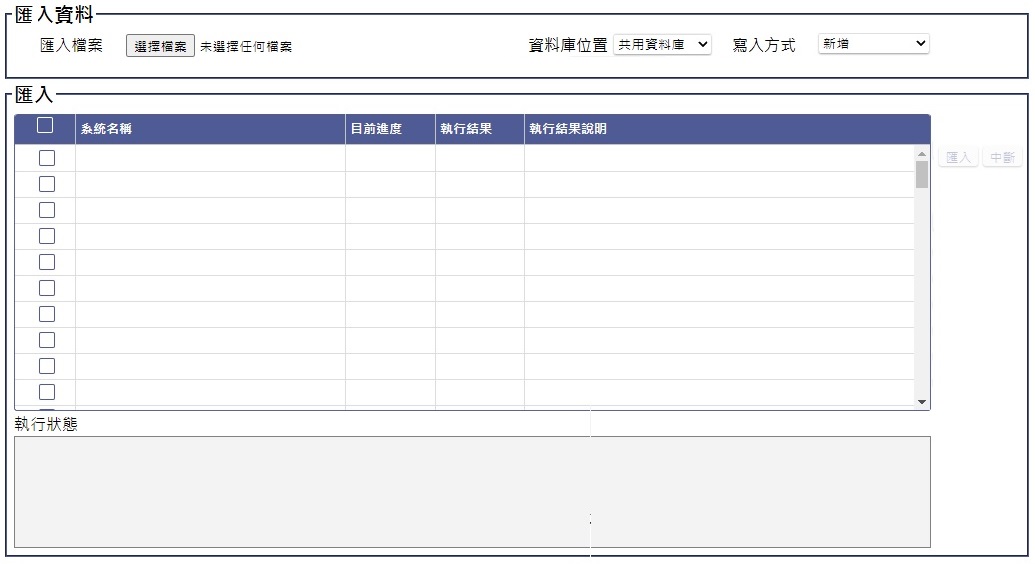 匯入資料
匯入檔案 選擇檔案 未選擇任何檔案 資料庫位置 共用資料庫 寫入方式 新增
匯入
系統名稱 目前進度 執行結果 執行結果說明
匯入 中斷
執行狀態